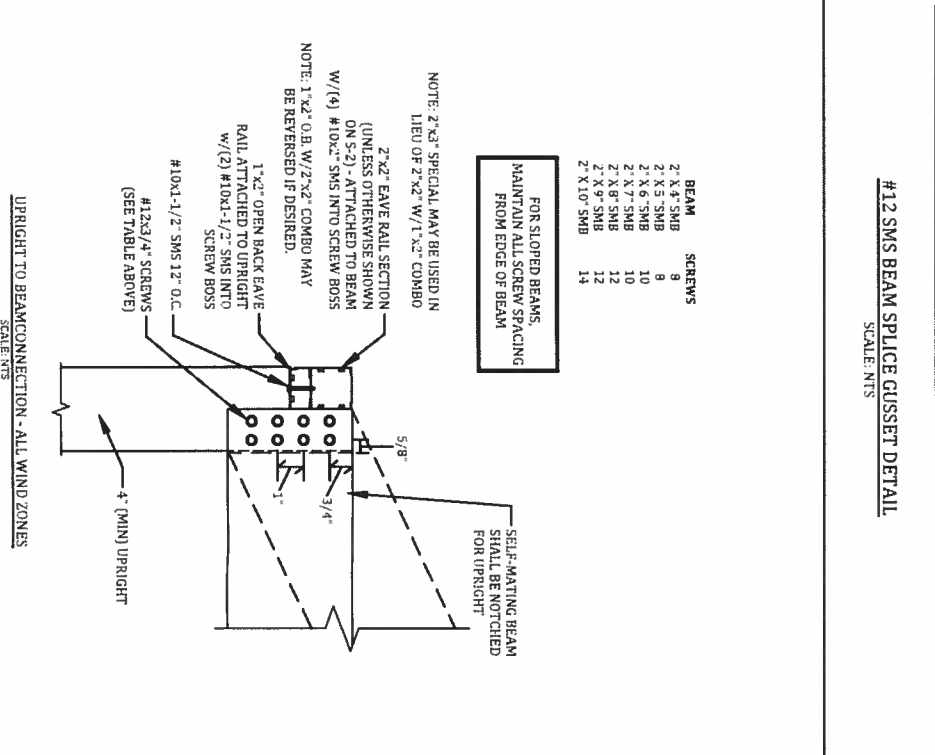 #12 SMS BEAM SPLICE GUSSET DETAIL
SCALE: NTS
BEAM SCREWS
2" X 4" SMB 8
2" X 5" SMB 8
2" X 6" SMB 10
2" X 7" SMB 10
2" X 8" SMB 12
2" X 9" SMB 12
2" X 10" SMB 14
FOR SLOPED BEAMS,
MAINTAIN ALL SCREW SPACING
FROM EDGE OF BEAM
NOTE: 2"x3" SPECIAL MAY BE USED IN
LIEU OF 2"x2" W/1"x2" COMBO
2"x2" EAVE RAIL SECTION
(UNLESS OTHERWISE SHOWN
ON S-2) - ATTACHED TO BEAM
W/(4) #10x2" SMS INTO SCREW BOSS
NOTE: 1"x2" O.B. W/2"x2" COMBO MAY
BE REVERSED IF DESIRED.
1"x2" OPEN BACK EAVE
RAIL ATTACHED TO UPRIGHT
w/(2) #10x1-1/2" SMS INTO
SCREW BOSS
#10x1-1/2" SMS 12" O.C.
#12x3/4" SCREWS
(SEE TABLE ABOVE)
5/8"
3/4"
1"
SELF-MATING BEAM
SHALL BE NOTCHED
FOR UPRIGHT
4" (MIN) UPRIGHT
UPRIGHT TO BEAMCONNECTION - ALL WIND ZONES
SCALE: NTS